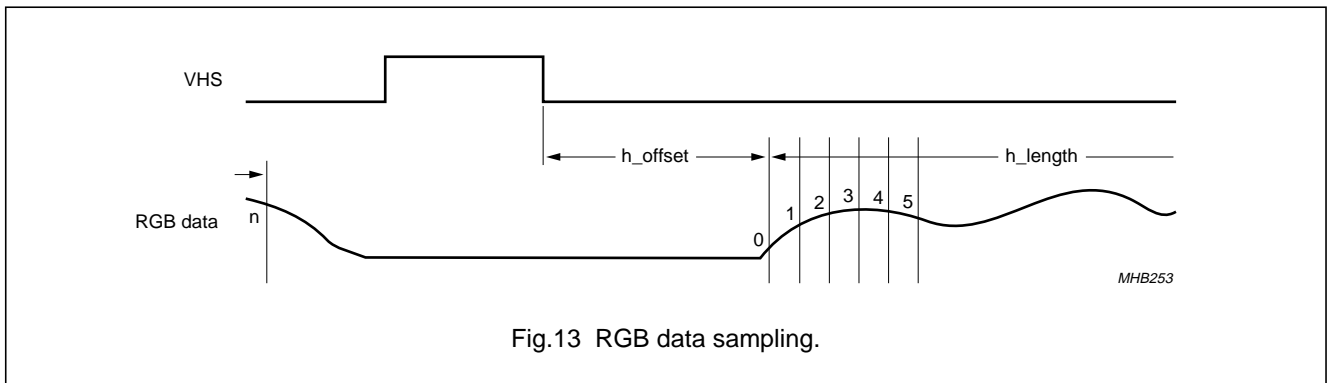 VHS
h_offset
h_length
RGB data
n
0
1
2
3
4
5
MHB253
Fig.13 RGB data sampling.